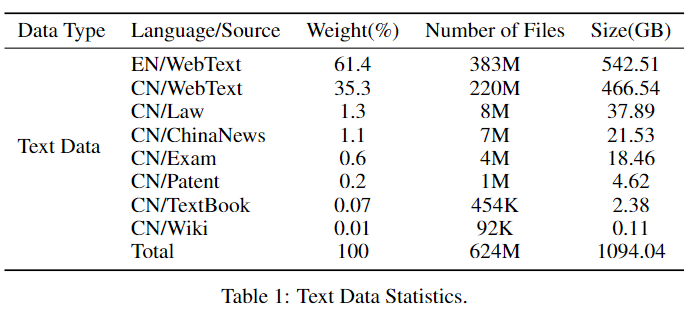 Data Type Language/Source Weight(%) Number of Files Size(GB)
EN/WebText 61.4 383M 542.51
CN/WebText 35.3 220M 466.54
CN/Law 1.3 8M 37.89
CN/ChinaNews 1.1 7M 21.53
Text Data
CN/Exam 0.6 4M 18.46
CN/Patent 0.2 1M 4.62
CN/TextBook 0.07 454K 2.38
CN/Wiki 0.01 92K 0.11
Total 100 624M 1094.04
Table 1: Text Data Statistics.